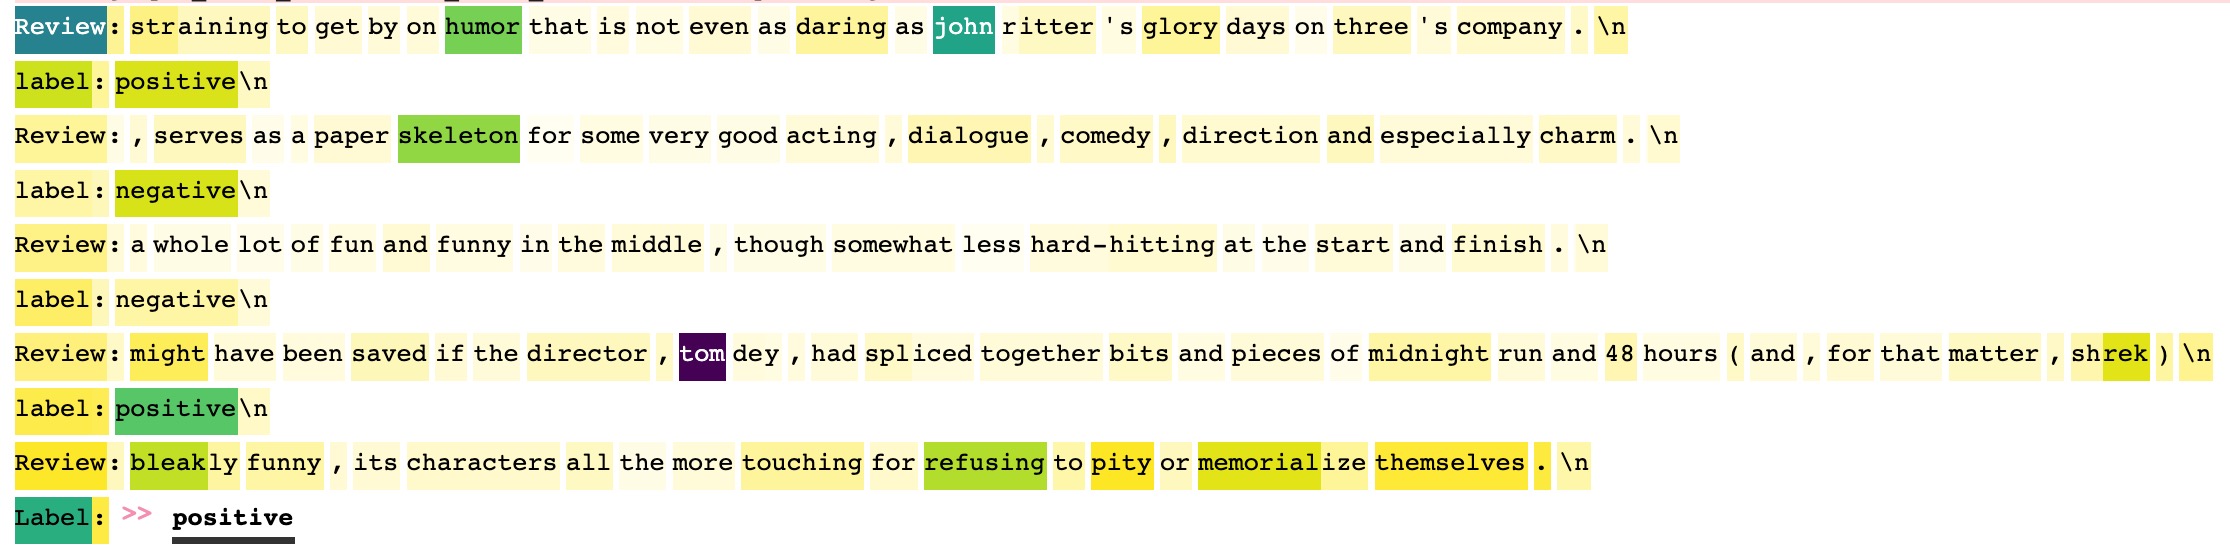 Review: straining to get by on humor that is not even as daring as john ritter 's glory days on three 's company . \n
label: positive\n
Review: , serves as a paper skeleton for some very good acting , dialogue , comedy , direction and especially charm . \n
label: negative\n
Review: a whole lot of fun and funny in the middle , though somewhat less hard-hitting at the start and finish . \n
label: negative\n
Review: might have been saved if the director , tom dey , had spliced together bits and pieces of midnight run and 48 hours ( and , for that matter , shrek ) \n
label: positive\n
Review: bleakly funny , its characters all the more touching for refusing to pity or memorialize themselves . \n
Label: >> positive